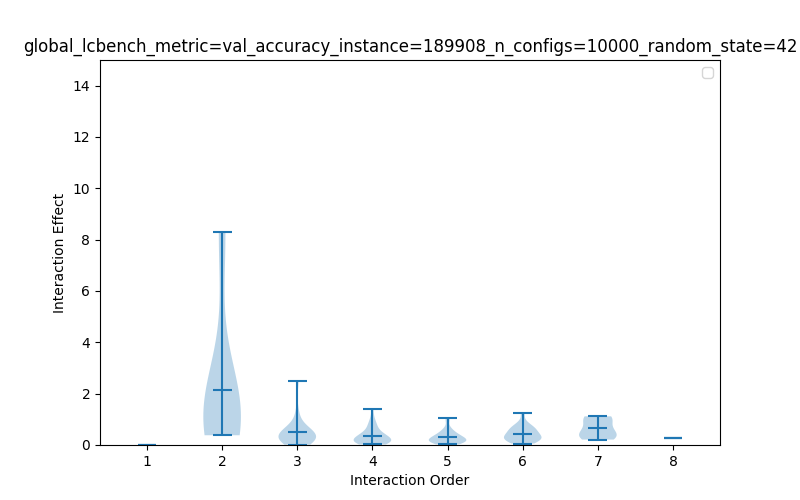 global_lcbench_metric=val_accuracy_instance=189908_n_configs=10000_random_state=42
14
12
10
8
6
4
2
0
Interaction Effect
1 2 3 4 5 6 7 8
Interaction Order